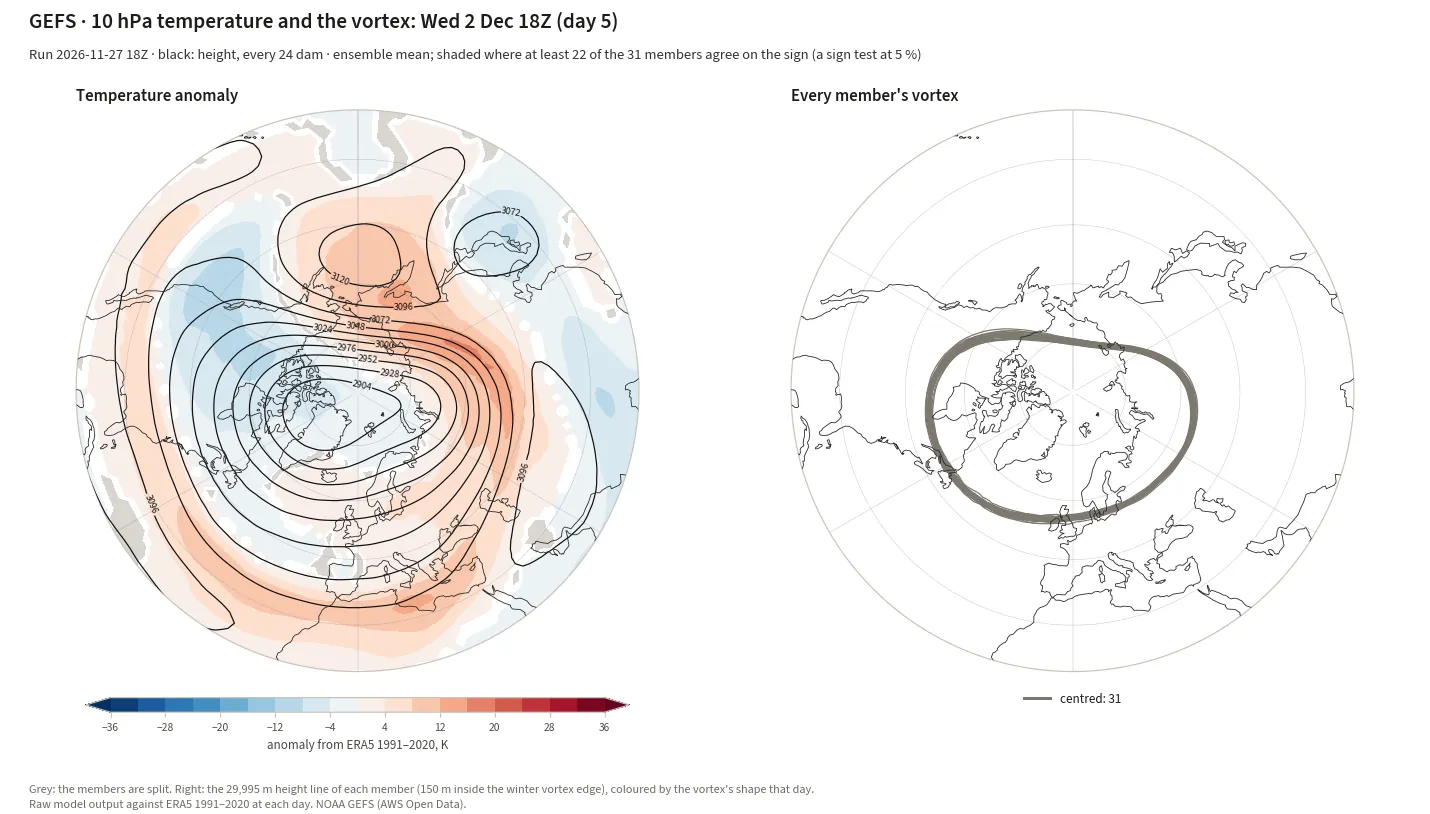 GEFS · 10 hPa temperature and the vortex: Wed 2 Dec 18Z (day 5)
Run 2026-11-27 18Z · black: height, every 24 dam · ensemble mean; shaded where at least 22 of the 31 members agree on the sign (a sign test at 5 %)
Temperature anomaly
Every member's vortex
3072
3120
3096
3072
3024
3048
3000
2976
2952
2928
2904
3096
3096
centred: 31
−36
−28
−20
−12
−4
4
12
20
28
36
anomaly from ERA5 1991–2020, K
Grey: the members are split. Right: the 29,995 m height line of each member (150 m inside the winter vortex edge), coloured by the vortex's shape that day.
Raw model output against ERA5 1991–2020 at each day. NOAA GEFS (AWS Open Data).